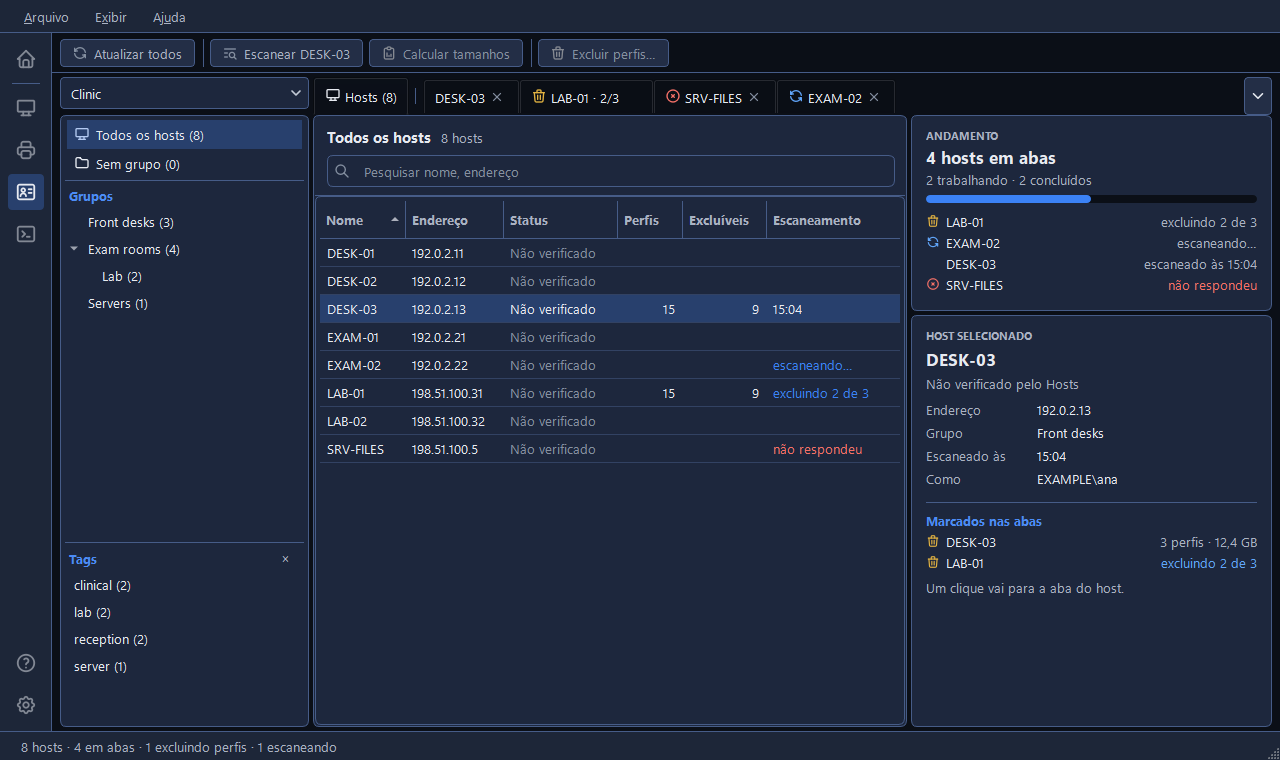 Arquivo Exibir Ajuda
Atualizar todos Escanear DESK-03 Calcular tamanhos Excluir perfis...
Clinic
Hosts (8) DESK-03 LAB-01 · 2/3 SRV-FILES EXAM-02
Todos os hosts (8)
Sem grupo (0)
Grupos
Front desks (3)
Exam rooms (4)
Lab (2)
Servers (1)
Tags ×
clinical (2)
lab (2)
reception (2)
server (1)
Todos os hosts 8 hosts
Pesquisar nome, endereço
Nome Endereço Status Perfis Excluíveis Escaneamento
DESK-01 192.0.2.11 Não verificado
DESK-02 192.0.2.12 Não verificado
DESK-03 192.0.2.13 Não verificado 15 9 15:04
EXAM-01 192.0.2.21 Não verificado
EXAM-02 192.0.2.22 Não verificado escaneando...
LAB-01 198.51.100.31 Não verificado 15 9 excluindo 2 de 3
LAB-02 198.51.100.32 Não verificado
SRV-FILES 198.51.100.5 Não verificado não respondeu
ANDAMENTO
4 hosts em abas
2 trabalhando · 2 concluídos
LAB-01 excluindo 2 de 3
EXAM-02 escaneando...
DESK-03 escaneado às 15:04
SRV-FILES não respondeu
HOST SELECIONADO
DESK-03
Não verificado pelo Hosts
Endereço 192.0.2.13
Grupo Front desks
Escaneado às 15:04
Como EXAMPLE\ana
Marcados nas abas
DESK-03 3 perfis · 12,4 GB
LAB-01 excluindo 2 de 3
Um clique vai para a aba do host.
8 hosts · 4 em abas · 1 excluindo perfis · 1 escaneando